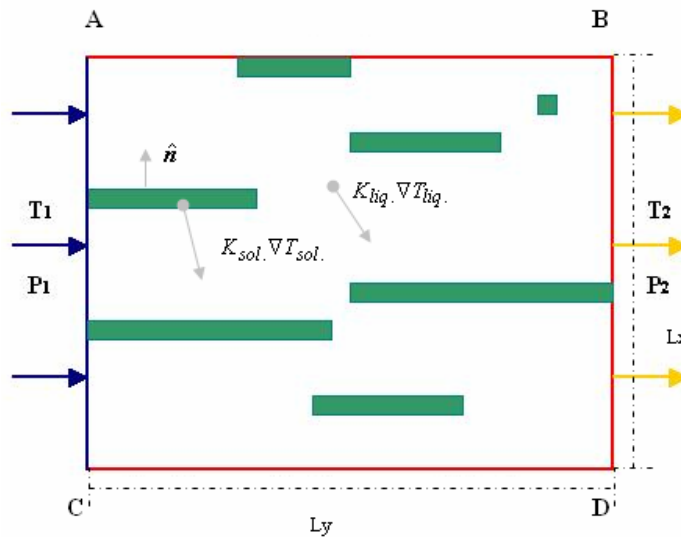 A B
n̂
T1 T2
K_liq. ∇T_liq.
K_sol. ∇T_sol.
P1 P2
Lx
C D
Ly